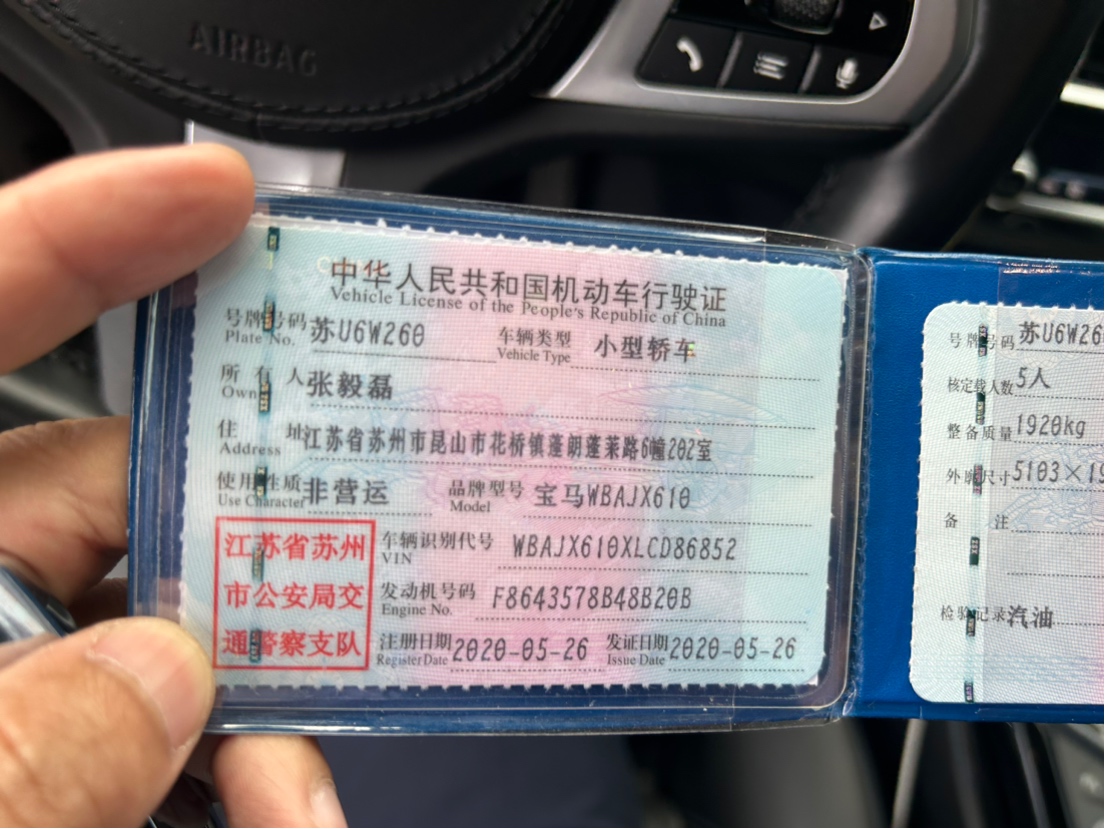 AIRBAG
中华人民共和国机动车行驶证
Vehicle License of the People's Republic of China
号牌号码 苏U6W260 车辆类型 小型轿车
Plate No. Vehicle Type
所有人 张毅磊
Own
住址 江苏省苏州市昆山市花桥镇蓬朗蓬莱路6幢202室
Address
使用性质 非营运 品牌型号 宝马WBAJX610
Use Character Model
江苏省苏州
市公安局交
通警察支队
车辆识别代号 WBAJX610XLCD86852
VIN
发动机号码 F8643578B48B20B
Engine No.
注册日期 2020-05-26 发证日期 2020-05-26
Register Date Issue Date
号牌号码 苏U6W260
核定载人数 5人
整备质量 1920kg
外廓尺寸 5103×19
备注
检验记录 汽油